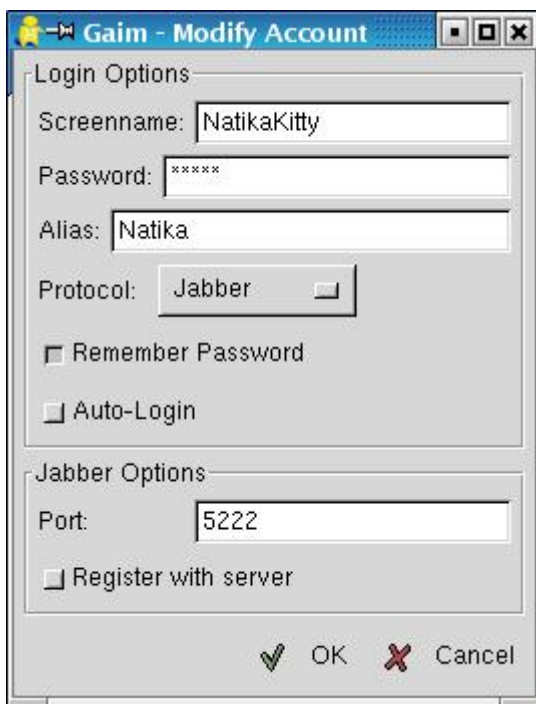 Gaim - Modify Account
Login Options
Screenname: NatikaKitty
Password: *****
Alias: Natika
Protocol: Jabber
Remember Password
Auto-Login
Jabber Options
Port: 5222
Register with server
OK Cancel